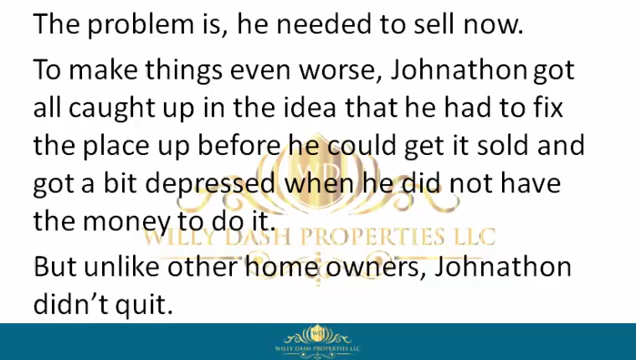 The problem is, he needed to sell now.
To make things even worse, Johnathon got
all caught up in the idea that he had to fix
the place up before he could get it sold and
got a bit depressed when he did not have
the money to do it.
WILLY DASH PROPERTIES LLC
But unlike other home owners, Johnathon
didn’t quit.
WILLY DASH PROPERTIES LLC